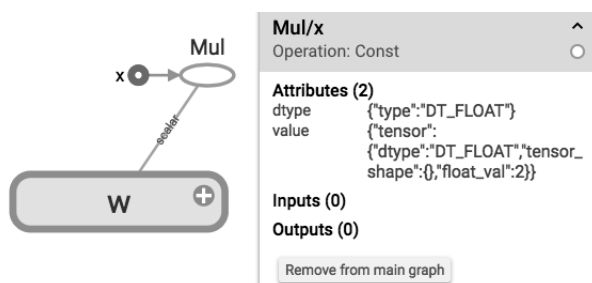 Mul
x
scalar
W
Mul/x
Operation: Const
Attributes (2)
dtype {"type":"DT_FLOAT"}
value {"tensor":
{"dtype":"DT_FLOAT","tensor_
shape":{},"float_val":2}}
Inputs (0)
Outputs (0)
Remove from main graph